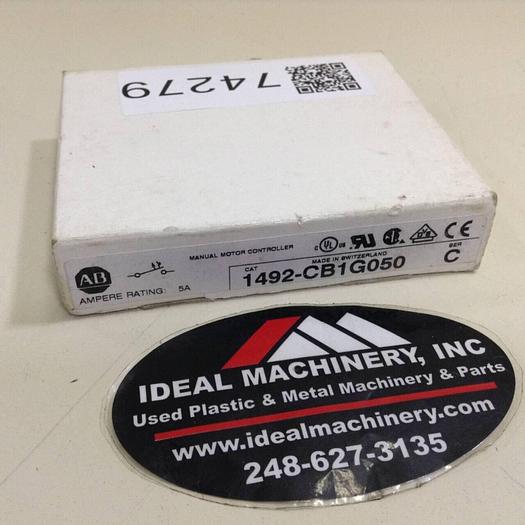 74279
MANUAL MOTOR CONTROLLER
MADE IN SWITZERLAND
AB
AMPERE RATING: 5A
CAT
1492-CB1G050
SER
C
IDEAL MACHINERY, INC
Used Plastic & Metal Machinery & Parts
www.idealmachinery.com
248-627-3135